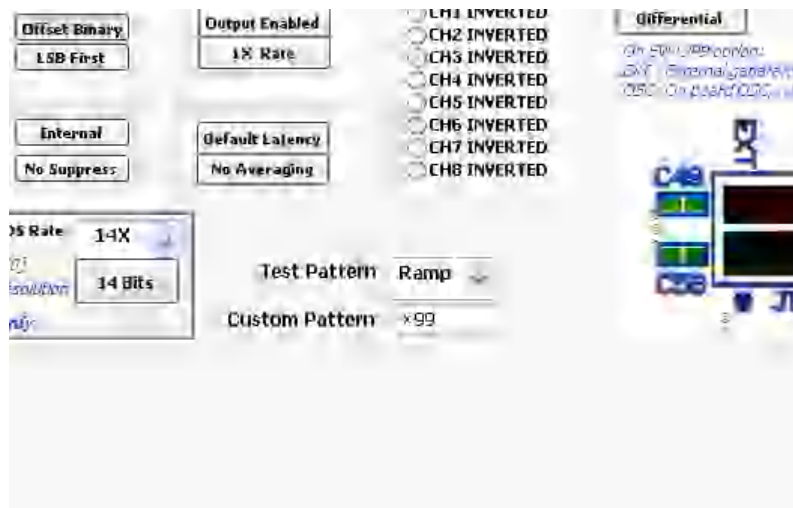 Offset Binary
LSB First
Output Enabled
1X Rate
CH1 INVERTED
CH2 INVERTED
CH3 INVERTED
CH4 INVERTED
CH5 INVERTED
CH6 INVERTED
CH7 INVERTED
CH8 INVERTED
Differential
Internal
No Suppress
Default Latency
No Averaging
EXT
C49
Rate
14X
14 Bits
Test Pattern
Ramp
Custom Pattern
x99